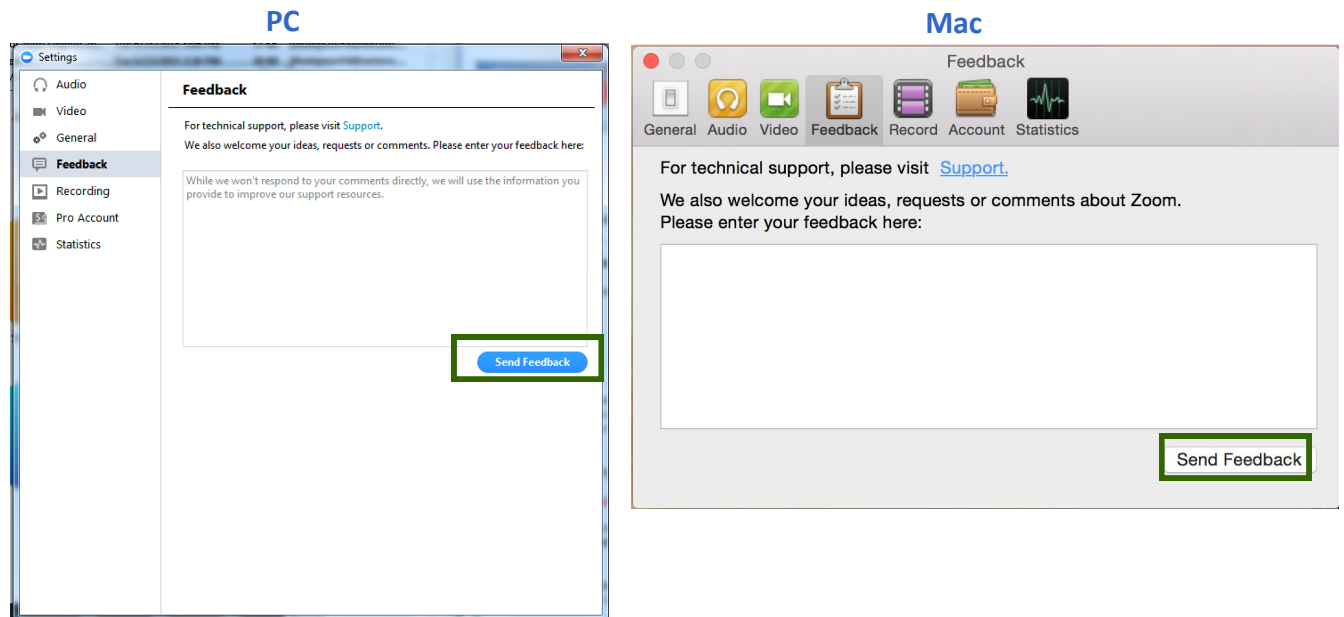 PC
Settings
Audio
Video
General
Feedback
Recording
Pro Account
Statistics
Feedback
For technical support, please visit Support.
We also welcome your ideas, requests or comments. Please enter your feedback here:
While we won't respond to your comments directly, we will use the information you
provide to improve our support resources.
Send Feedback
Mac
Feedback
General Audio Video Feedback Record Account Statistics
For technical support, please visit Support.
We also welcome your ideas, requests or comments about Zoom.
Please enter your feedback here:
Send Feedback